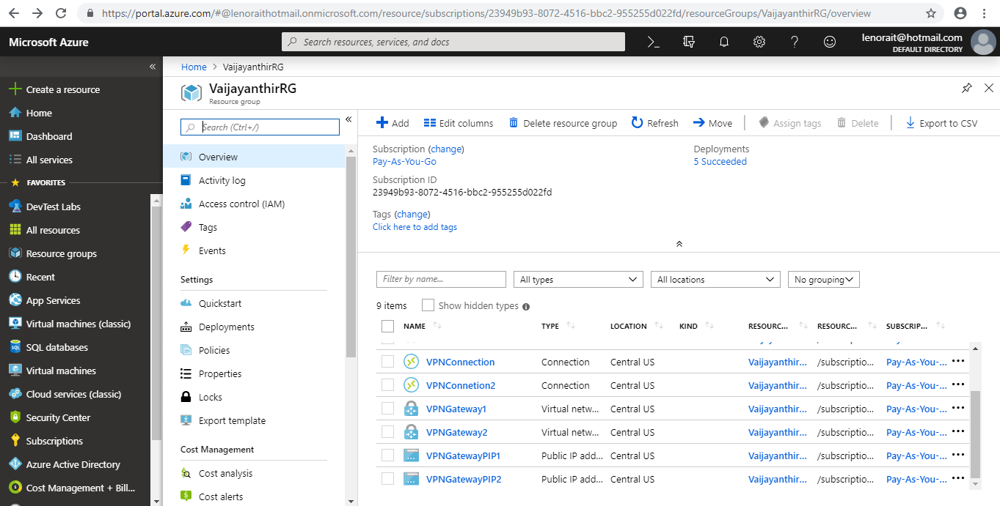 https://portal.azure.com/#@lenoraithotmail.onmicrosoft.com/resource/subscriptions/23949b93-8072-4516-bbc2-955255d022fd/resourceGroups/VaijayanthirRG/overview
Microsoft Azure
Search resources, services, and docs
lenorait@hotmail.com
DEFAULT DIRECTORY
Create a resource
Home
Dashboard
All services
FAVORITES
DevTest Labs
All resources
Resource groups
Recent
App Services
Virtual machines (classic)
SQL databases
Virtual machines
Cloud services (classic)
Security Center
Subscriptions
Azure Active Directory
Cost Management + Bill...
Home > VaijayanthirRG
VaijayanthirRG
Resource group
Search (Ctrl+/)
Overview
Activity log
Access control (IAM)
Tags
Events
Settings
Quickstart
Deployments
Policies
Properties
Locks
Export template
Cost Management
Cost analysis
Cost alerts
Add Edit columns Delete resource group Refresh Move Assign tags Delete Export to CSV
Subscription (change)
Pay-As-You-Go
Subscription ID
23949b93-8072-4516-bbc2-955255d022fd
Tags (change)
Click here to add tags
Deployments
5 Succeeded
Filter by name... All types All locations No grouping
9 items Show hidden types
NAME TYPE LOCATION KIND RESOURC... RESOURC... SUBSCRIP...
VPNConnection Connection Central US Vaijayanthir... /subscriptio... Pay-As-You-... •••
VPNConnetion2 Connection Central US Vaijayanthir... /subscriptio... Pay-As-You-... •••
VPNGateway1 Virtual netw... Central US Vaijayanthir... /subscriptio... Pay-As-You-... •••
VPNGateway2 Virtual netw... Central US Vaijayanthir... /subscriptio... Pay-As-You-... •••
VPNGatewayPIP1 Public IP add... Central US Vaijayanthir... /subscriptio... Pay-As-You-... •••
VPNGatewayPIP2 Public IP add... Central US Vaijayanthir... /subscriptio... Pay-As-You-... •••